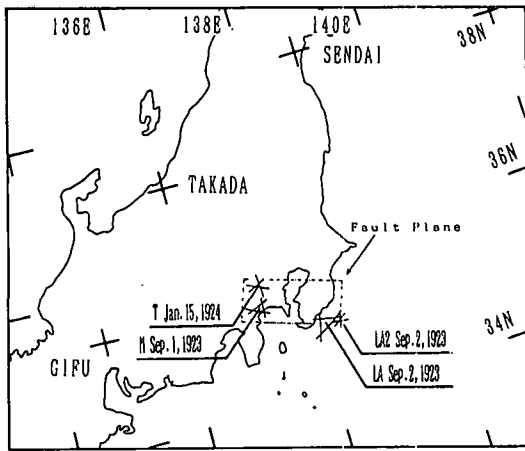 136E 138E 140E
38N
SENDAI
36N
TAKADA
Fault Plane
T Jan.15,1924
M Sep.1,1923
34N
LA2 Sep.2,1923
GIFU
LA Sep.2,1923